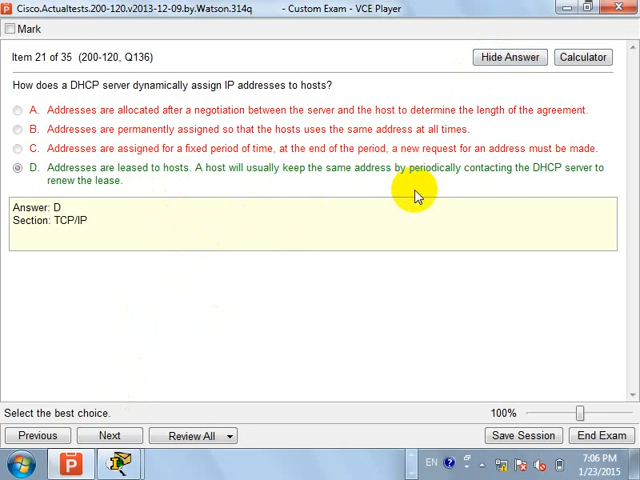 Cisco.Actualtests.200-120.v2013-12-09.by.Watson.314q - Custom Exam - VCE Player
Mark
Item 21 of 35 (200-120, Q136)
Hide Answer
Calculator
How does a DHCP server dynamically assign IP addresses to hosts?
A. Addresses are allocated after a negotiation between the server and the host to determine the length of the agreement.
B. Addresses are permanently assigned so that the hosts uses the same address at all times.
C. Addresses are assigned for a fixed period of time, at the end of the period, a new request for an address must be made.
D. Addresses are leased to hosts. A host will usually keep the same address by periodically contacting the DHCP server to
renew the lease.
Answer: D
Section: TCP/IP
Select the best choice.
100%
Previous
Next
Review All
Save Session
End Exam
EN
7:06 PM
1/23/2015